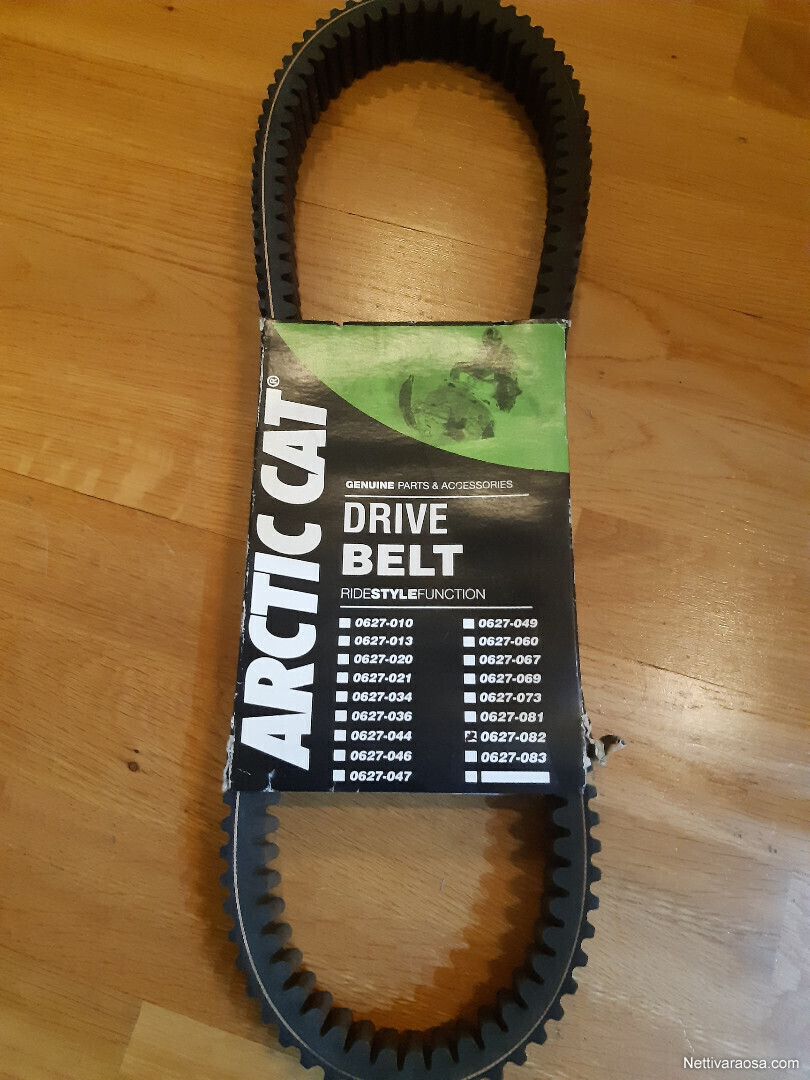 ARCTIC CAT®
GENUINE PARTS & ACCESSORIES
DRIVE
BELT
RIDESTYLEFUNCTION
0627-010
0627-013
0627-020
0627-021
0627-034
0627-036
0627-044
0627-046
0627-047
0627-049
0627-060
0627-067
0627-069
0627-073
0627-081
0627-082
0627-083
Nettivaraosa.com